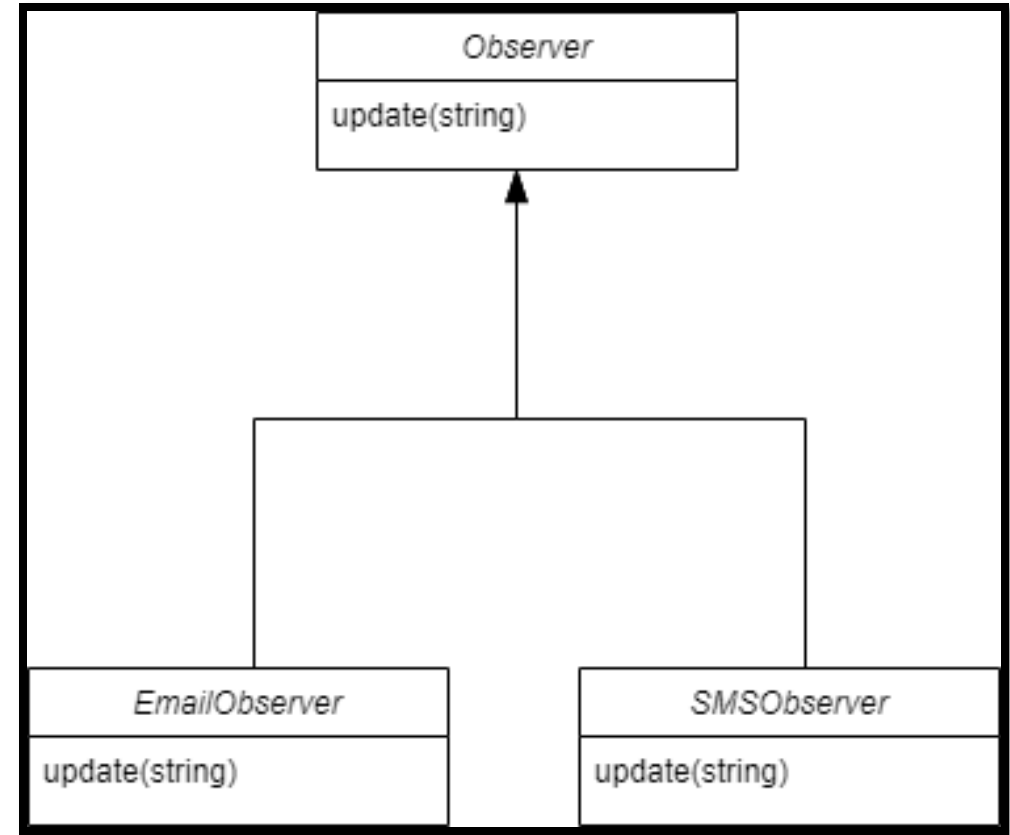 Observer
update(string)
EmailObserver
update(string)
SMSObserver
update(string)